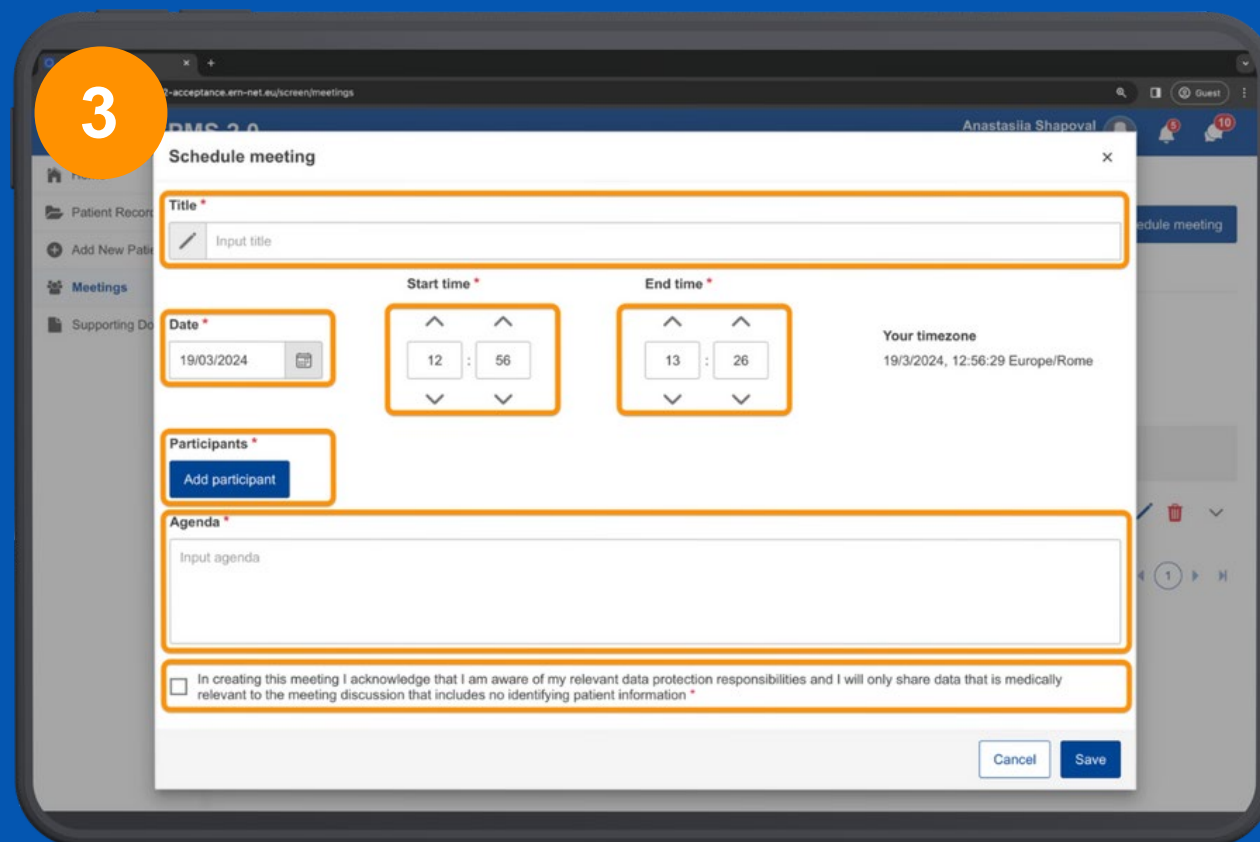 3
2-acceptance.ern-net.eu/screen/meetings
Guest
Anastasiia Shapoval
5
10
Schedule meeting
×
Patient Recor
Add New Patie
Meetings
Supporting Do
edule meeting
Title *
Input title
Start time *
End time *
Date *
19/03/2024
12 : 56
13 : 26
Your timezone
19/3/2024, 12:56:29 Europe/Rome
Participants *
Add participant
Agenda *
Input agenda
1
In creating this meeting I acknowledge that I am aware of my relevant data protection responsibilities and I will only share data that is medically
relevant to the meeting discussion that includes no identifying patient information *
Cancel
Save